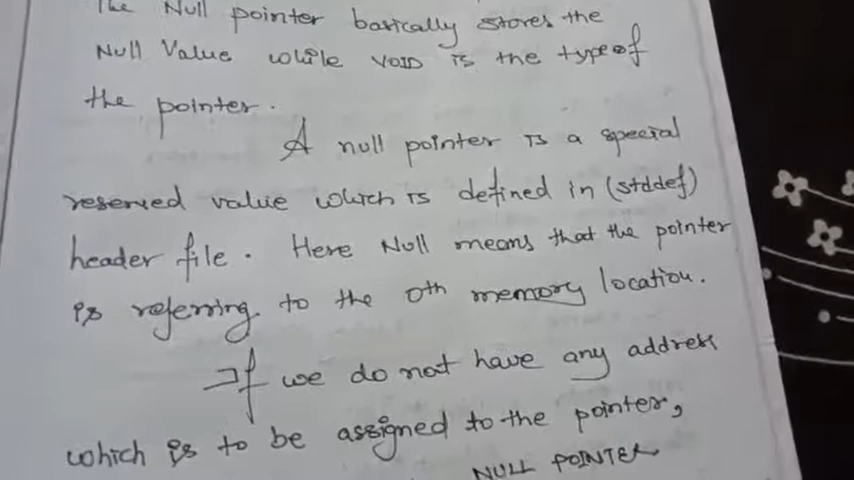 The Null pointer basically stores the
Null Value while VOID is the type of
the pointer.
A null pointer is a special
reserved value which is defined in (stddef)
header file. Here Null means that the pointer
is referring to the 0th memory location.
If we do not have any address
which is to be assigned to the pointer,
NULL POINTER